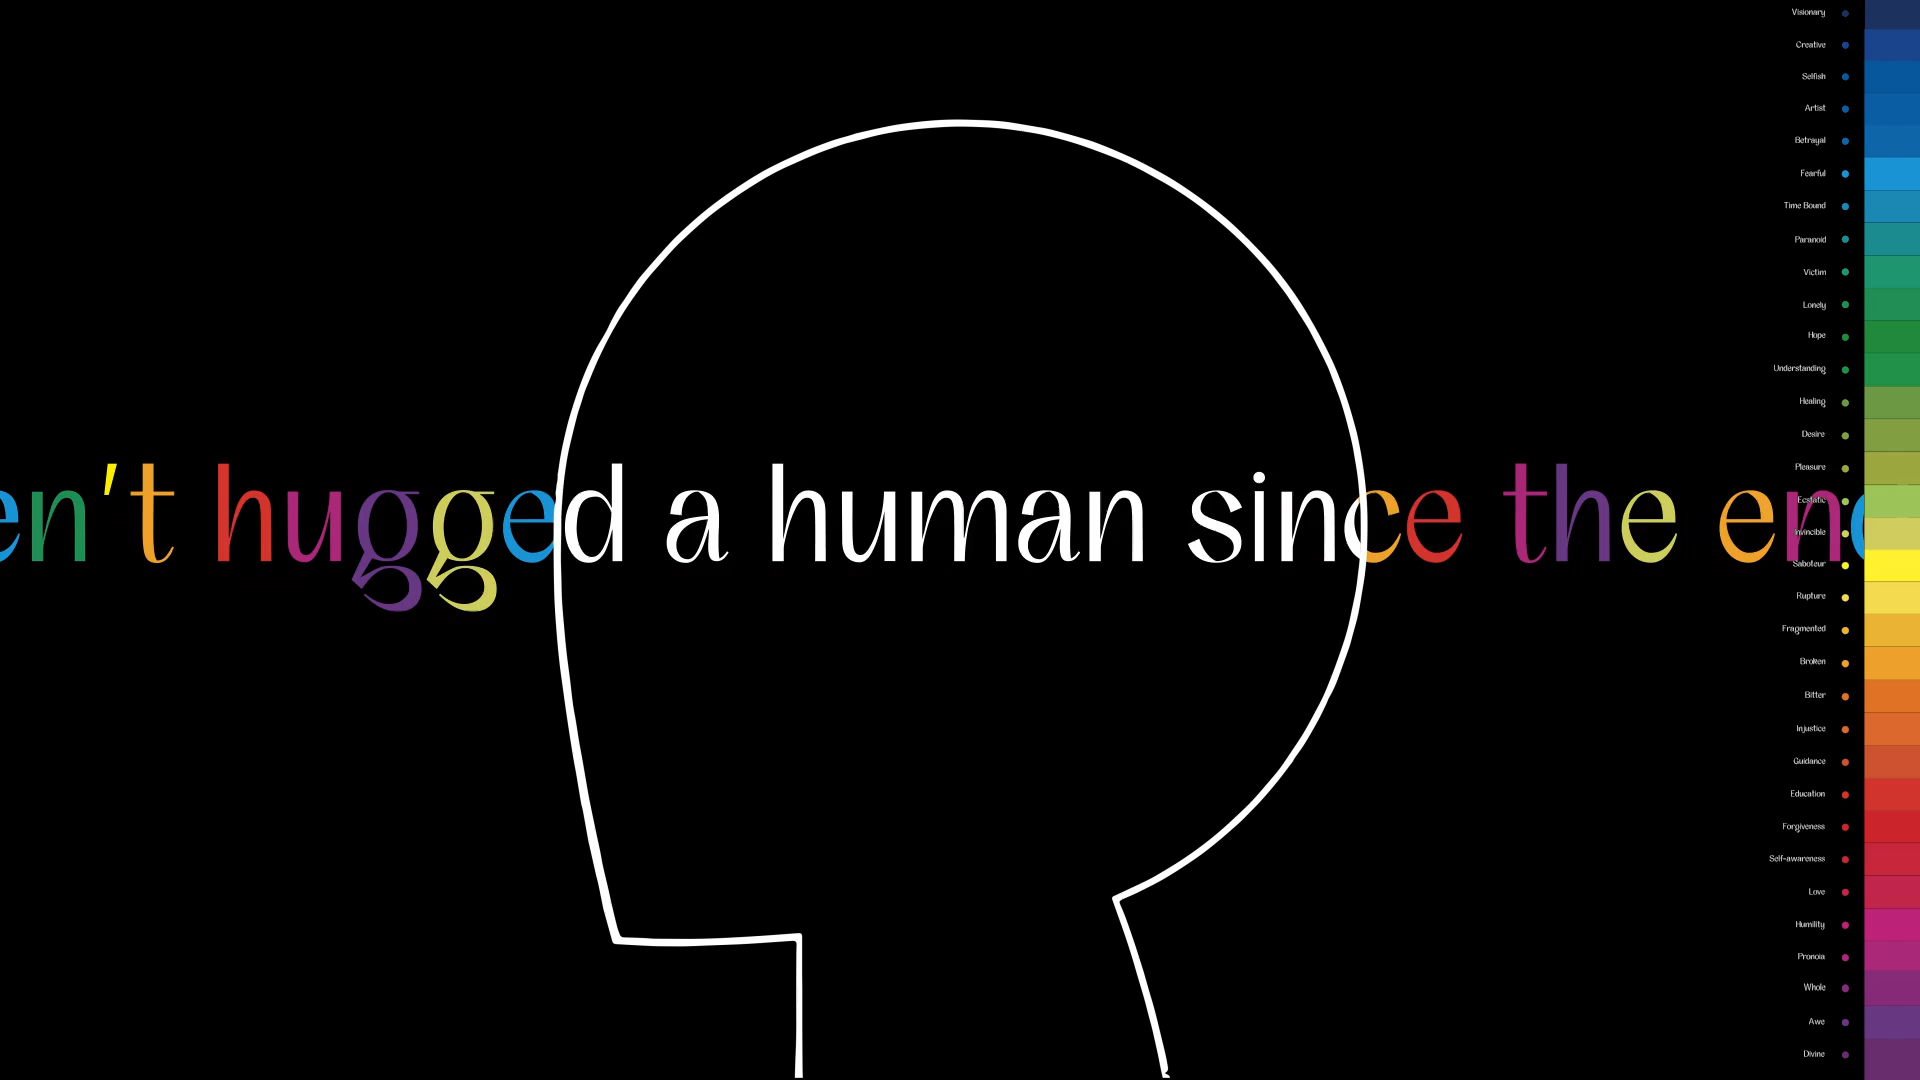 en't hugged a human since the en
Visionary
Creative
Selfish
Artist
Betrayal
Fearful
Time Bound
Paranoid
Victim
Lonely
Hope
Understanding
Healing
Desire
Pleasure
Ecstatic
Invincible
Saboteur
Rupture
Fragmented
Broken
Bitter
Injustice
Guidance
Education
Forgiveness
Self-awareness
Love
Humility
Pronoia
Whole
Awe
Divine